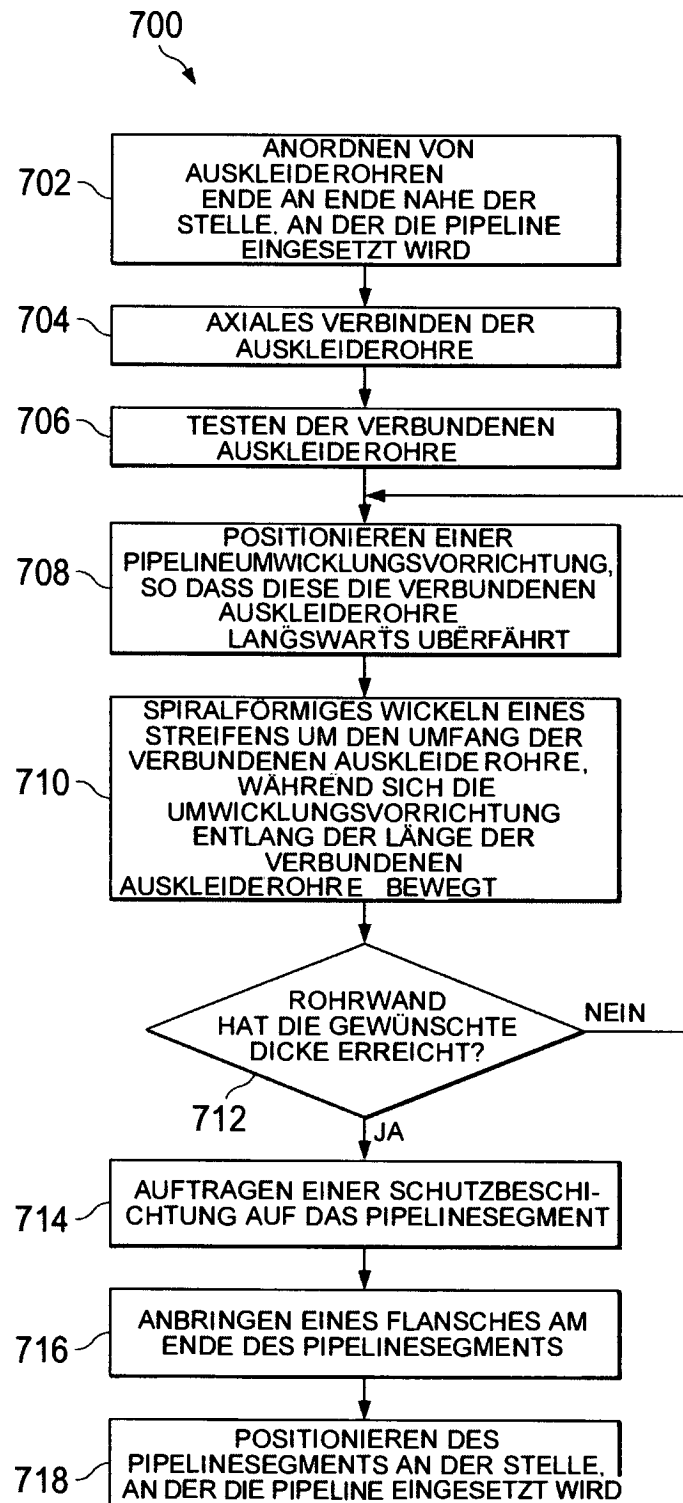 700
702
ANORDNEN VON
AUSKLEIDEROHREN
ENDE AN ENDE NAHE DER
STELLE, AN DER DIE PIPELINE
EINGESETZT WIRD
704
AXIALES VERBINDEN DER
AUSKLEIDEROHRE
706
TESTEN DER VERBUNDENEN
AUSKLEIDEROHRE
708
POSITIONIEREN EINER
PIPELINEUMWICKLUNGSVORRICHTUNG,
SO DASS DIESE DIE VERBUNDENEN
AUSKLEIDEROHRE
LANGSWARTS UBERFÄHRT
710
SPIRALFÖRMIGES WICKELN EINES
STREIFENS UM DEN UMFANG DER
VERBUNDENEN AUSKLEIDEROHRE,
WÄHREND SICH DIE
UMWICKLUNGSVORRICHTUNG
ENTLANG DER LÄNGE DER
VERBUNDENEN
AUSKLEIDEROHRE BEWEGT
ROHRWAND
HAT DIE GEWÜNSCHTE
DICKE ERREICHT?
NEIN
712
JA
714
AUFTRAGEN EINER SCHUTZBESCHI-
CHTUNG AUF DAS PIPELINESEGMENT
716
ANBRINGEN EINES FLANSCHES AM
ENDE DES PIPELINESEGMENTS
718
POSITIONIEREN DES
PIPELINESEGMENTS AN DER STELLE,
AN DER DIE PIPELINE EINGESETZT WIRD